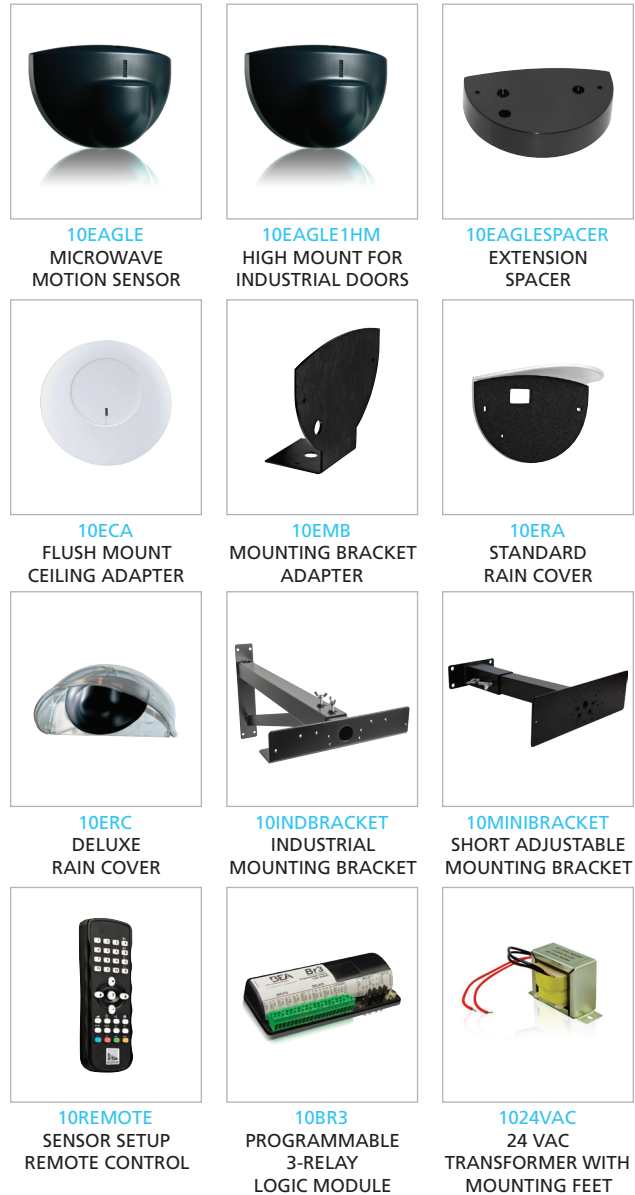 10EAGLE
MICROWAVE
MOTION SENSOR
10EAGLE1HM
HIGH MOUNT FOR
INDUSTRIAL DOORS
10EAGLESPACER
EXTENSION
SPACER
10ECA
FLUSH MOUNT
CEILING ADAPTER
10EMB
MOUNTING BRACKET
ADAPTER
10ERA
STANDARD
RAIN COVER
10ERC
DELUXE
RAIN COVER
10INDBRACKET
INDUSTRIAL
MOUNTING BRACKET
10MINIBRACKET
SHORT ADJUSTABLE
MOUNTING BRACKET
10REMOTE
SENSOR SETUP
REMOTE CONTROL
BEA
Br3
10BR3
PROGRAMMABLE
3-RELAY
LOGIC MODULE
1024VAC
24 VAC
TRANSFORMER WITH
MOUNTING FEET